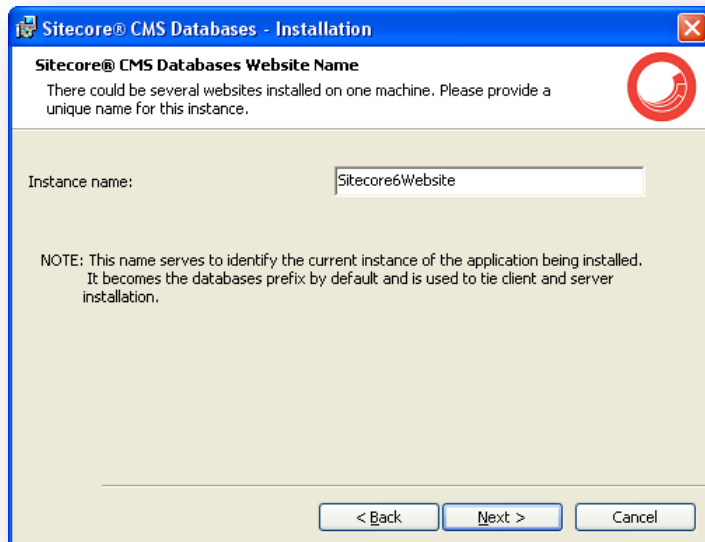 Sitecore® CMS Databases - Installation
Sitecore® CMS Databases Website Name
There could be several websites installed on one machine. Please provide a
unique name for this instance.
Instance name:
Sitecore6Website
NOTE: This name serves to identify the current instance of the application being installed.
It becomes the databases prefix by default and is used to tie client and server
installation.
< Back
Next >
Cancel